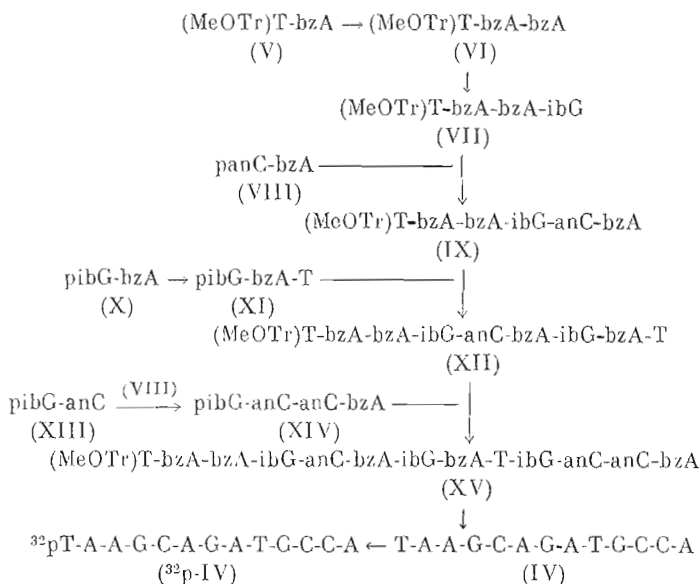 (MeOTr)T-bzA → (MeOTr)T-bzA-bzA
(V) (VI)
↓
(MeOTr)T-bzA-bzA-ibG
(VII)
panC-bzA
(VIII)
↓
(MeOTr)T-bzA-bzA-ibG-anC-bzA
(IX)
pibG-bzA → pibG-bzA-T
(X) (XI)
↓
(MeOTr)T-bzA-bzA-ibG-anC-bzA-ibG-bzA-T
(XII)
pibG-anC (VIII) → pibG-anC-anC-bzA
(XIII) (XIV)
↓
(MeOTr)T-bzA-bzA-ibG-anC-bzA-ibG-bzA-T-ibG-anC-anC-bzA
(XV)
↓
³²pT-A-A-G-C-A-G-A-T-G-C-C-A ← T-A-A-G-C-A-G-A-T-G-C-C-A
(³²p-IV) (IV)